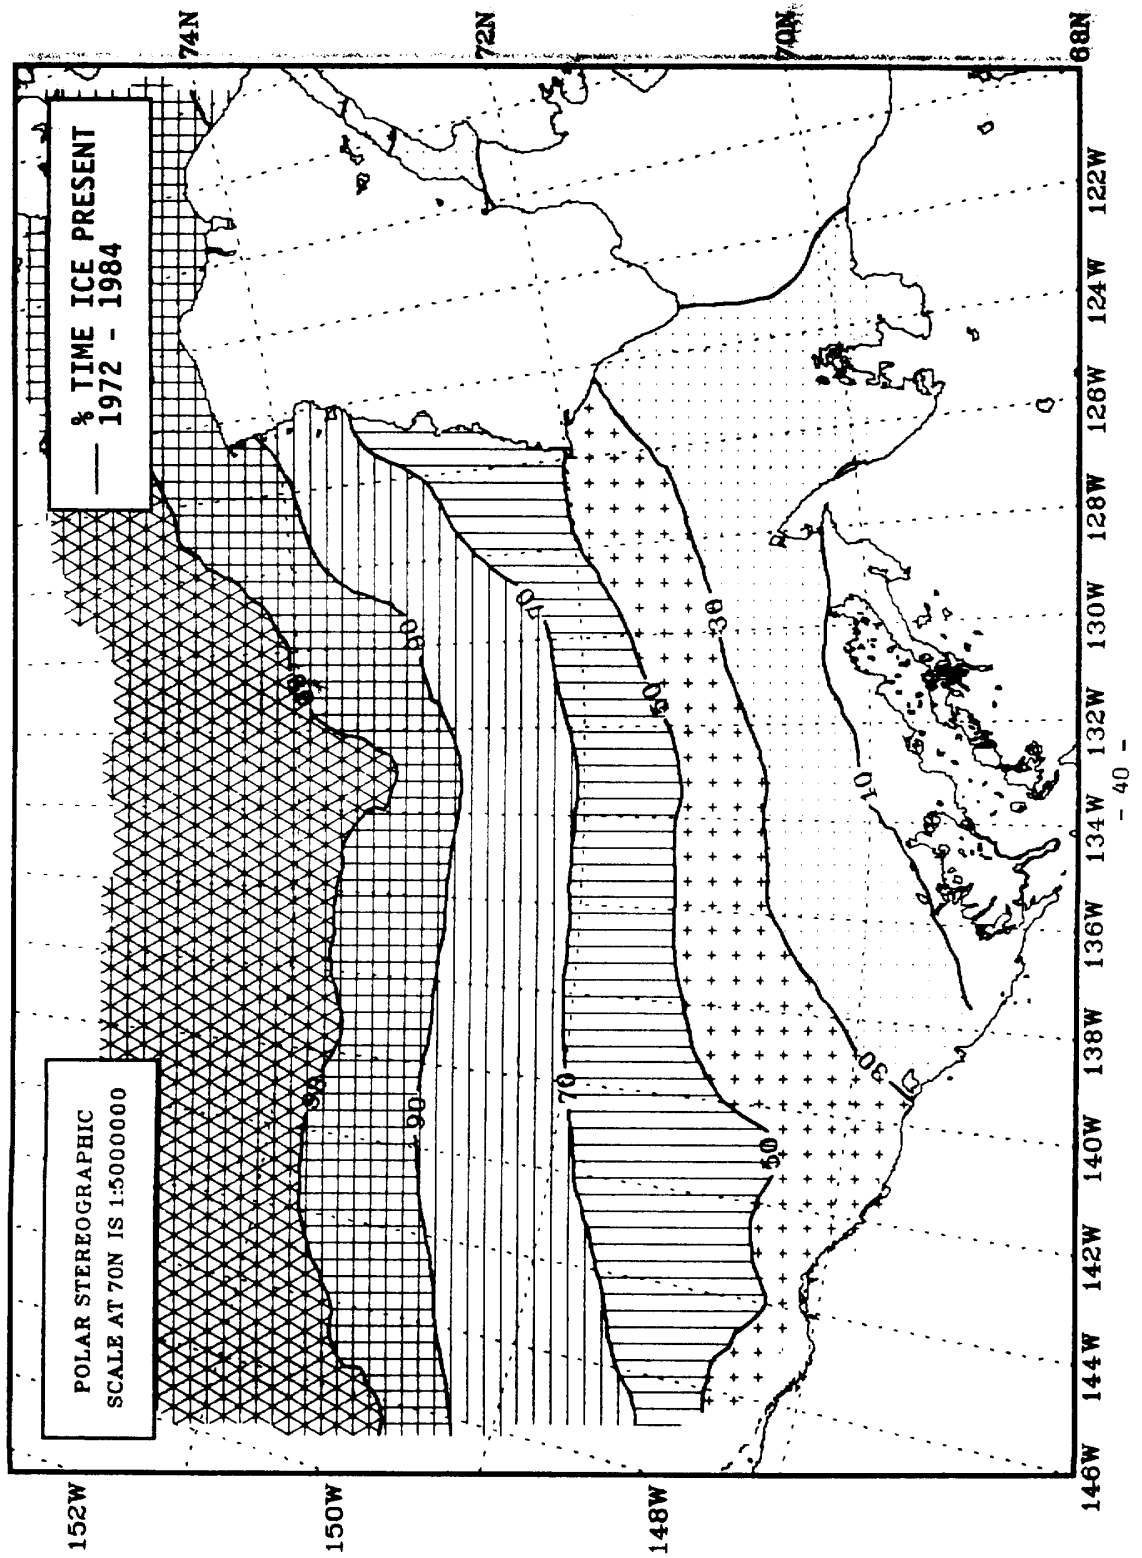 POLAR STEREOGRAPHIC
SCALE AT 70N IS 1:5000000
% TIME ICE PRESENT
1972 - 1984
152W
150W
148W
146W
144W
142W
140W
138W
136W
134W
132W
130W
128W
126W
124W
122W
74N
72N
70N
68N
98
90
70
50
30
90
70
50
30
10
- 40 -